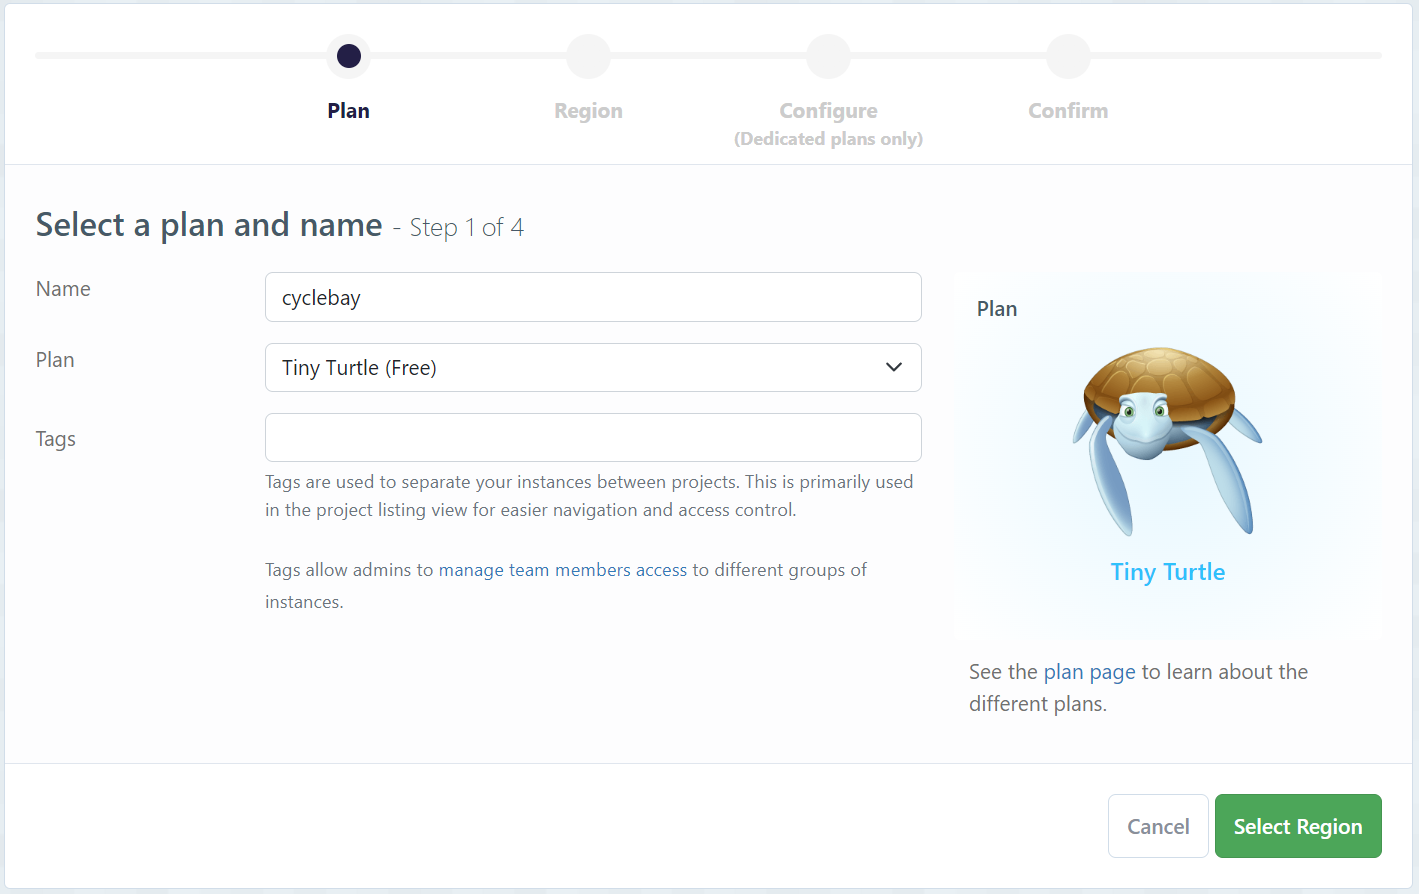 Plan
Region
Configure
(Dedicated plans only)
Confirm
Select a plan and name - Step 1 of 4
Name
cyclebay
Plan
Tiny Turtle (Free)
Tags
Tags are used to separate your instances between projects. This is primarily used
in the project listing view for easier navigation and access control.
Tags allow admins to manage team members access to different groups of
instances.
Plan
Tiny Turtle
See the plan page to learn about the
different plans.
Cancel
Select Region